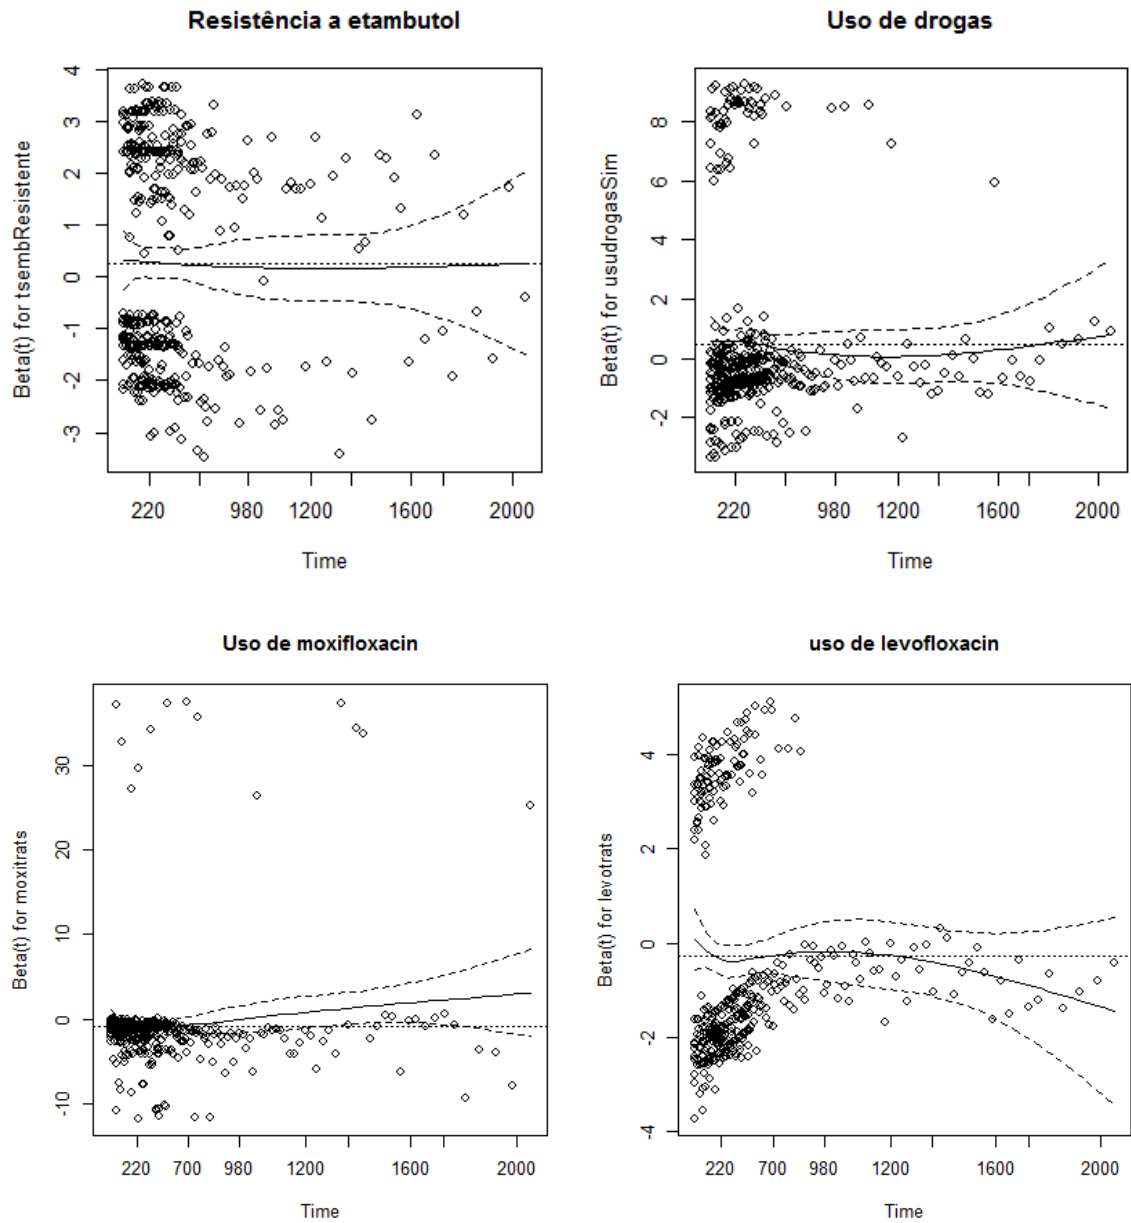 Resistência a etambutol
Beta(t) for tsembResistente
4
3
2
1
0
-1
-2
-3
220 980 1200 1600 2000
Time
Uso de drogas
Beta(t) for usudrogasSim
8
6
4
2
0
-2
220 980 1200 1600 2000
Time
Uso de moxifloxacin
Beta(t) for moxitrats
30
20
10
0
-10
220 700 980 1200 1600 2000
Time
uso de levofloxacin
Beta(t) for levotrats
4
2
0
-2
-4
220 700 980 1200 1600 2000
Time